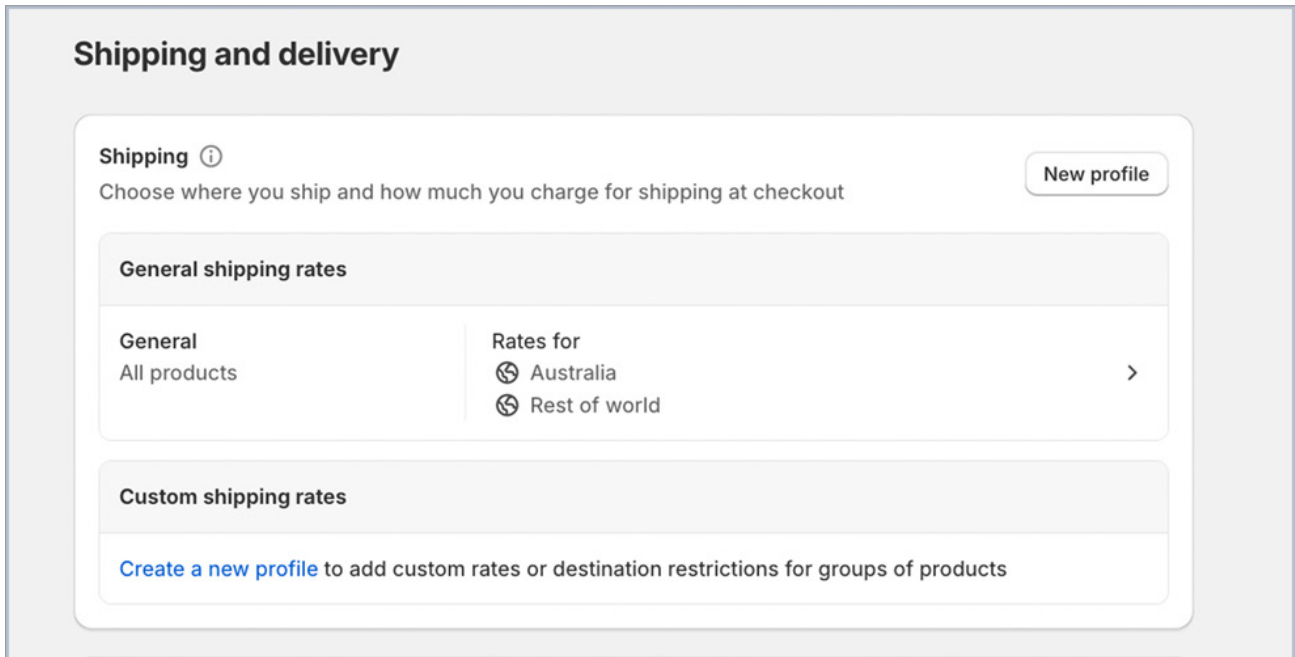 Shipping and delivery
Shipping
Choose where you ship and how much you charge for shipping at checkout
New profile
General shipping rates
General
All products
Rates for
Australia
Rest of world
Custom shipping rates
Create a new profile to add custom rates or destination restrictions for groups of products